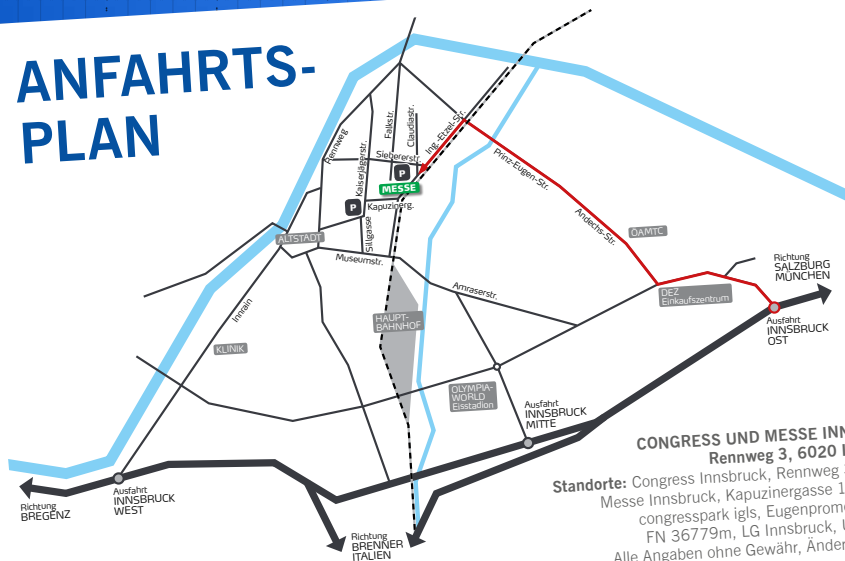 ANFAHRTS-
PLAN
Rennweg
Kaiserjägerstr.
Falkstr.
Claudiastr.
Ing.-Etzel-Str.
Siebererstr.
P
MESSE
P
Kapuzinerg.
Sillgasse
ALTSTADT
Museumstr.
Prinz-Eugen-Str.
Andechs-Str.
ÖAMTC
Richtung
SALZBURG
MÜNCHEN
DEZ
Einkaufszentrum
Ausfahrt
INNSBRUCK
OST
Amraserstr.
Innrain
HAUPT-
BAHNHOF
KLINIK
OLYMPIA-
WORLD
Eisstadion
Ausfahrt
INNSBRUCK
MITTE
Ausfahrt
INNSBRUCK
WEST
Richtung
BREGENZ
Richtung
BRENNER
ITALIEN
CONGRESS UND MESSE INN
Rennweg 3, 6020
Standorte: Congress Innsbruck, Rennweg
Messe Innsbruck, Kapuzinergasse 1
congresspark igls, Eugenprome
FN 36779m, LG Innsbruck,
Alle Angaben ohne Gewähr, Änder